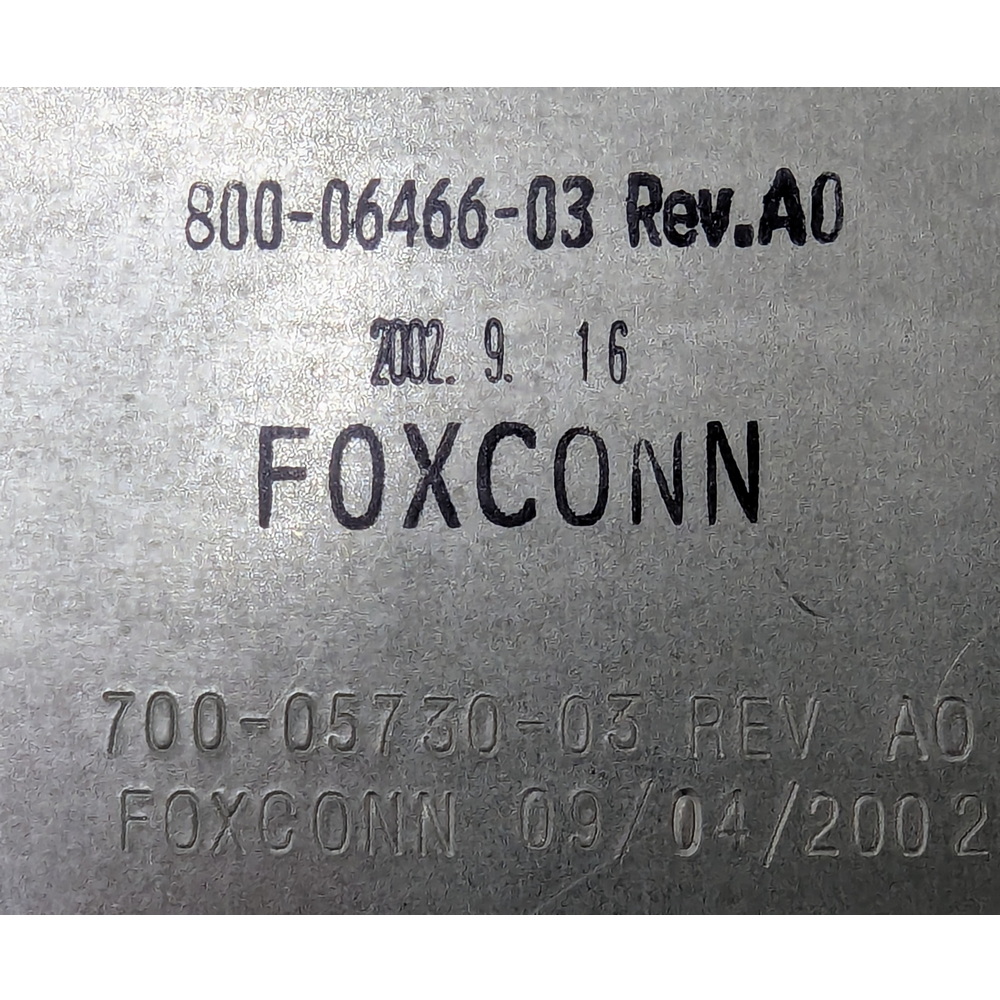 800-06466-03 Rev.A0
2002. 9. 16
FOXCONN
700-05730-03 REV A0
FOXCONN 09/04/2002